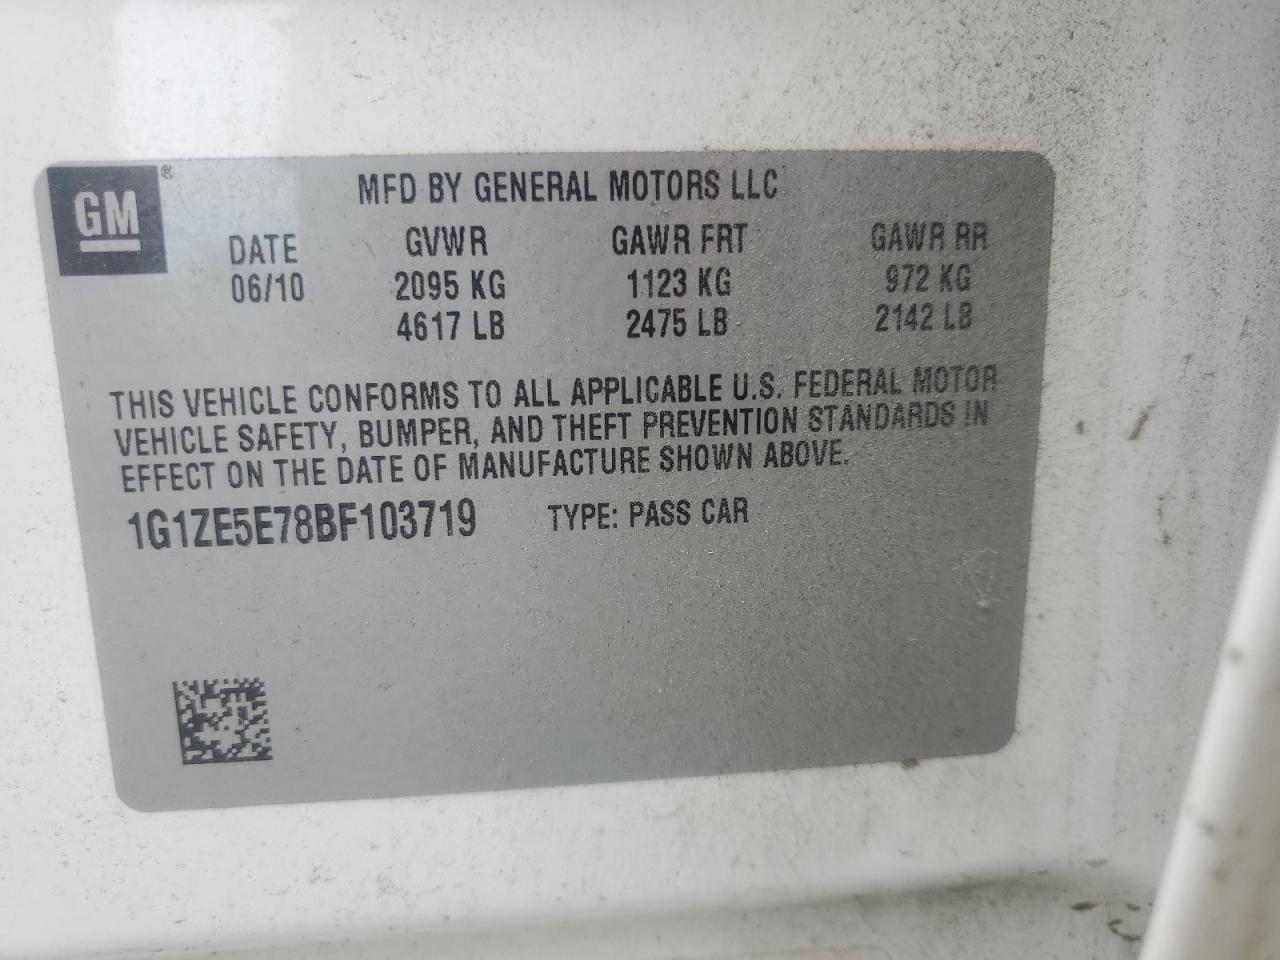 GM®
MFD BY GENERAL MOTORS LLC
DATE GVWR GAWR FRT GAWR RR
06/10 2095 KG 1123 KG 972 KG
4617 LB 2475 LB 2142 LB
THIS VEHICLE CONFORMS TO ALL APPLICABLE U.S. FEDERAL MOTOR
VEHICLE SAFETY, BUMPER, AND THEFT PREVENTION STANDARDS IN
EFFECT ON THE DATE OF MANUFACTURE SHOWN ABOVE.
1G1ZE5E78BF103719 TYPE: PASS CAR